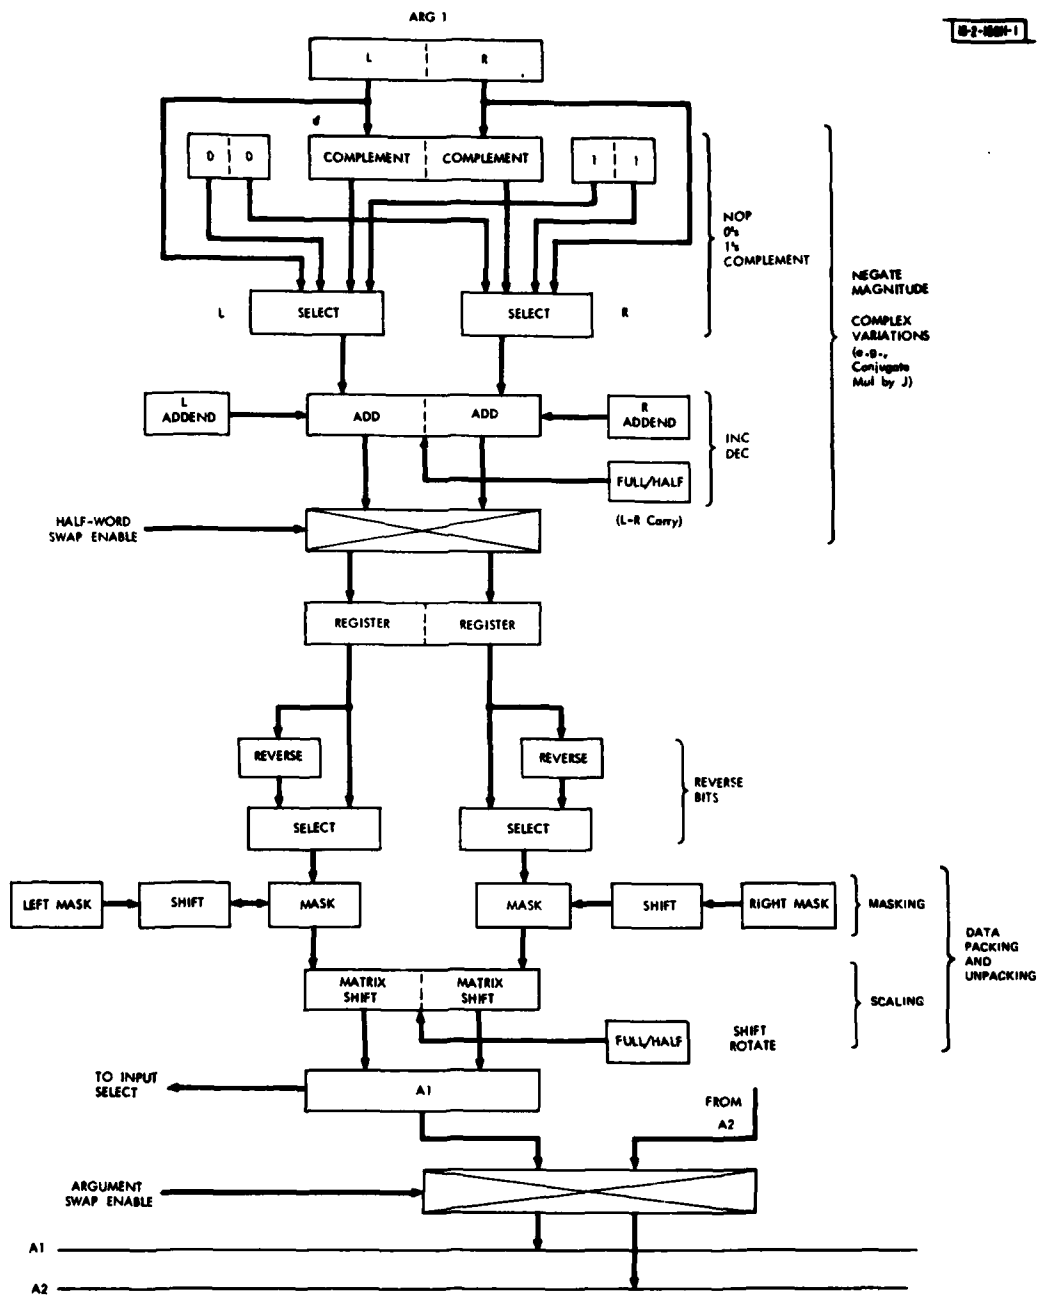 ARG 1
L R
COMPLEMENT COMPLEMENT
1 1
NOP
0's
1's
COMPLEMENT
NEGATE
MAGNITUDE
COMPLEX
VARIATIONS
(e.g.,
Conjugate
Mul by J)
L SELECT SELECT R
L
ADDEND
ADD ADD
R
ADDEND
INC
DEC
FULL/HALF
(L-R Carry)
HALF-WORD
SWAP ENABLE
REGISTER REGISTER
REVERSE REVERSE
REVERSE
BITS
SELECT SELECT
LEFT MASK SHIFT MASK MASK SHIFT RIGHT MASK MASKING
DATA
PACKING
AND
UNPACKING
MATRIX
SHIFT
MATRIX
SHIFT
SCALING
FULL/HALF
SHIFT
ROTATE
TO INPUT
SELECT
A1
FROM
A2
ARGUMENT
SWAP ENABLE
A1
A2